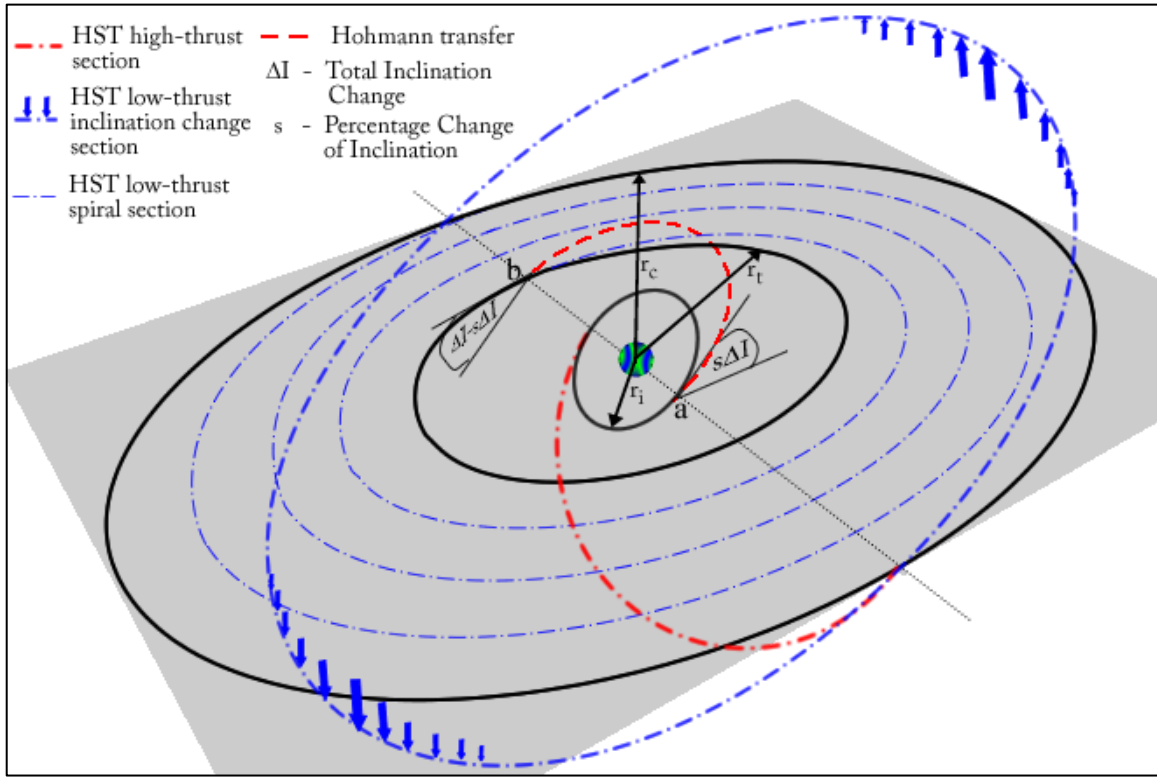 HST high-thrust
section
HST low-thrust
inclination change
section
HST low-thrust
spiral section
Hohmann transfer
ΔI - Total Inclination
Change
s - Percentage Change
of Inclination
b
r_c
r_t
ΔI-sΔI
sΔI
r_i
a